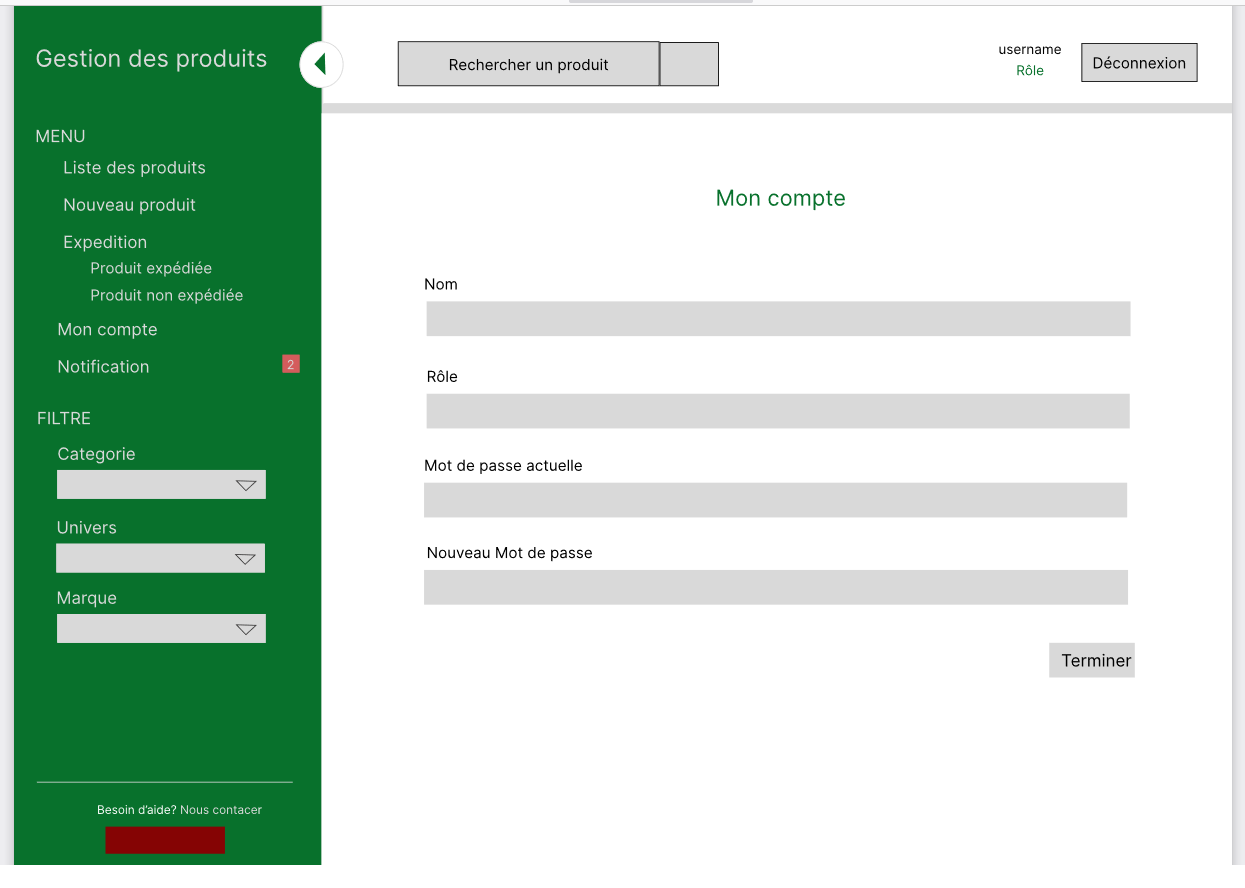 Gestion des produits
Rechercher un produit
username
Rôle
Déconnexion
MENU
Liste des produits
Nouveau produit
Expedition
Produit expédiée
Produit non expédiée
Mon compte
Notification
2
FILTRE
Categorie
Univers
Marque
Besoin d'aide? Nous contacer
Mon compte
Nom
Rôle
Mot de passe actuelle
Nouveau Mot de passe
Terminer